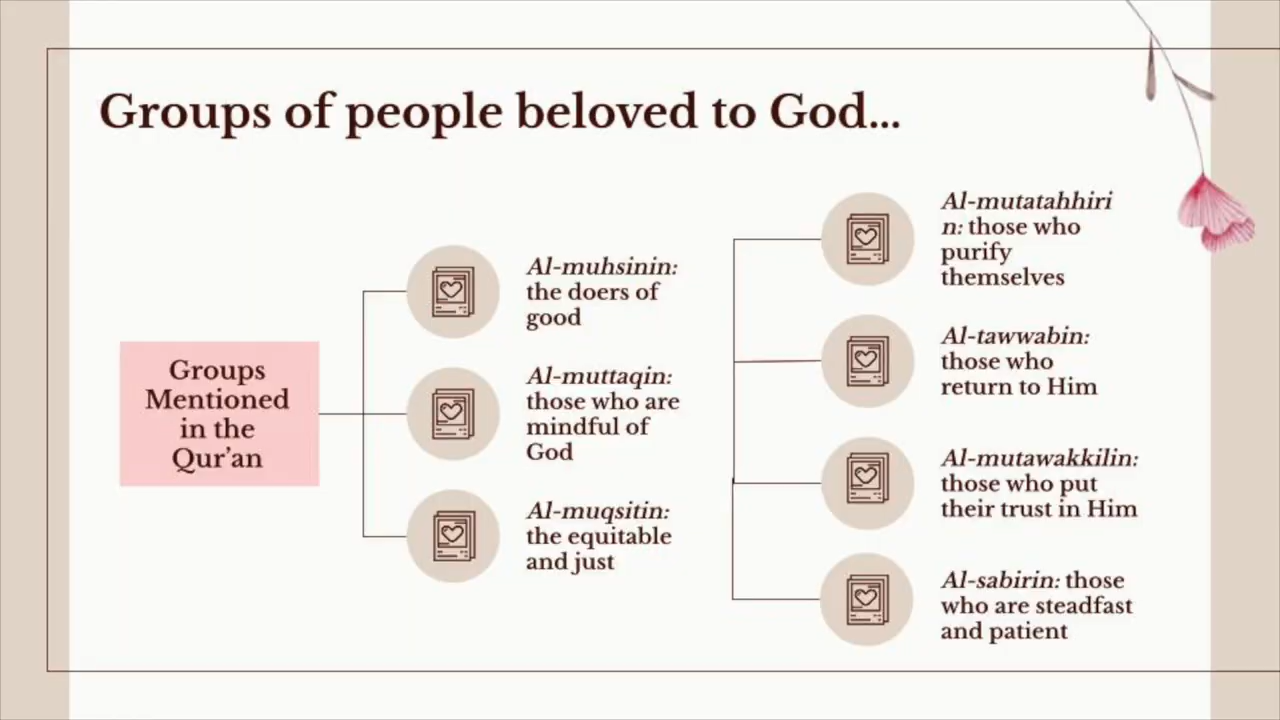 Groups of people beloved to God...
Groups
Mentioned
in the
Qur’an
Al-muhsinin:
the doers of
good
Al-muttaqin:
those who are
mindful of
God
Al-muqsitin:
the equitable
and just
Al-mutatahhiri
n: those who
purify
themselves
Al-tawwabin:
those who
return to Him
Al-mutawakkilin:
those who put
their trust in Him
Al-sabirin: those
who are steadfast
and patient